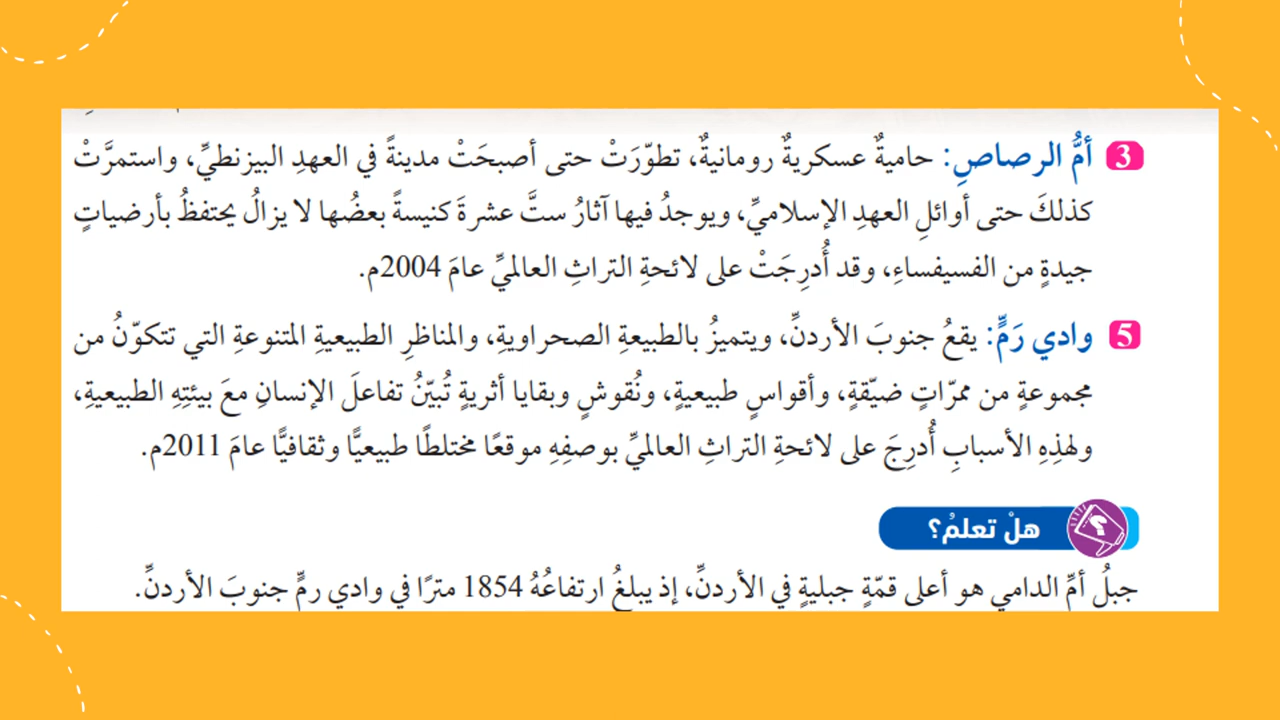 3 أمُّ الرصاصِ: حاميةٌ عسكريةٌ رومانيةٌ، تطوّرَتْ حتى أصبحَتْ مدينةً في العهدِ البيزنطيِّ، واستمرَّتْ
كذلكَ حتى أوائلِ العهدِ الإسلاميِّ، ويوجدُ فيها آثارُ ستَّ عشرةَ كنيسةً بعضُها لا يزالُ يحتفظُ بأرضياتٍ
جيدةٍ من الفسيفساءِ، وقد أُدرِجَتْ على لائحةِ التراثِ العالميِّ عامَ 2004م.
5 وادي رَمٍّ: يقعُ جنوبَ الأردنِّ، ويتميزُ بالطبيعةِ الصحراويةِ، والمناظرِ الطبيعيةِ المتنوعةِ التي تتكوّنُ من
مجموعةٍ من ممرّاتٍ ضيّقةٍ، وأقواسٍ طبيعيةٍ، ونُقوشٍ وبقايا أثريةٍ تُبيّنُ تفاعلَ الإنسانِ معَ بيئتِهِ الطبيعيةِ،
ولهذِهِ الأسبابِ أُدرِجَ على لائحةِ التراثِ العالميِّ بوصفِهِ موقعًا مختلطًا طبيعيًّا وثقافيًّا عامَ 2011م.
هلْ تعلمُ؟
جبلُ أمِّ الدامي هو أعلى قمّةٍ جبليةٍ في الأردنِّ، إذ يبلغُ ارتفاعُهُ 1854 مترًا في وادي رمٍّ جنوبَ الأردنِّ.